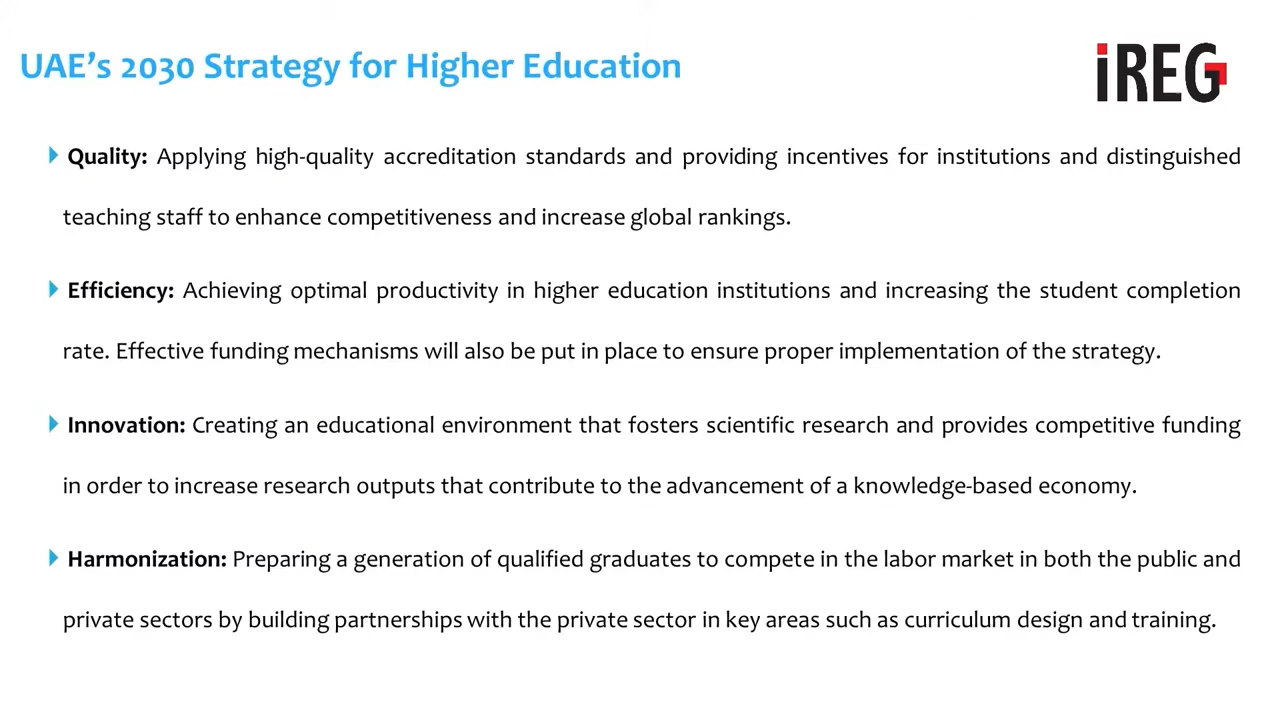 UAE’s 2030 Strategy for Higher Education
iREG
Quality: Applying high-quality accreditation standards and providing incentives for institutions and distinguished
teaching staff to enhance competitiveness and increase global rankings.
Efficiency: Achieving optimal productivity in higher education institutions and increasing the student completion
rate. Effective funding mechanisms will also be put in place to ensure proper implementation of the strategy.
Innovation: Creating an educational environment that fosters scientific research and provides competitive funding
in order to increase research outputs that contribute to the advancement of a knowledge-based economy.
Harmonization: Preparing a generation of qualified graduates to compete in the labor market in both the public and
private sectors by building partnerships with the private sector in key areas such as curriculum design and training.